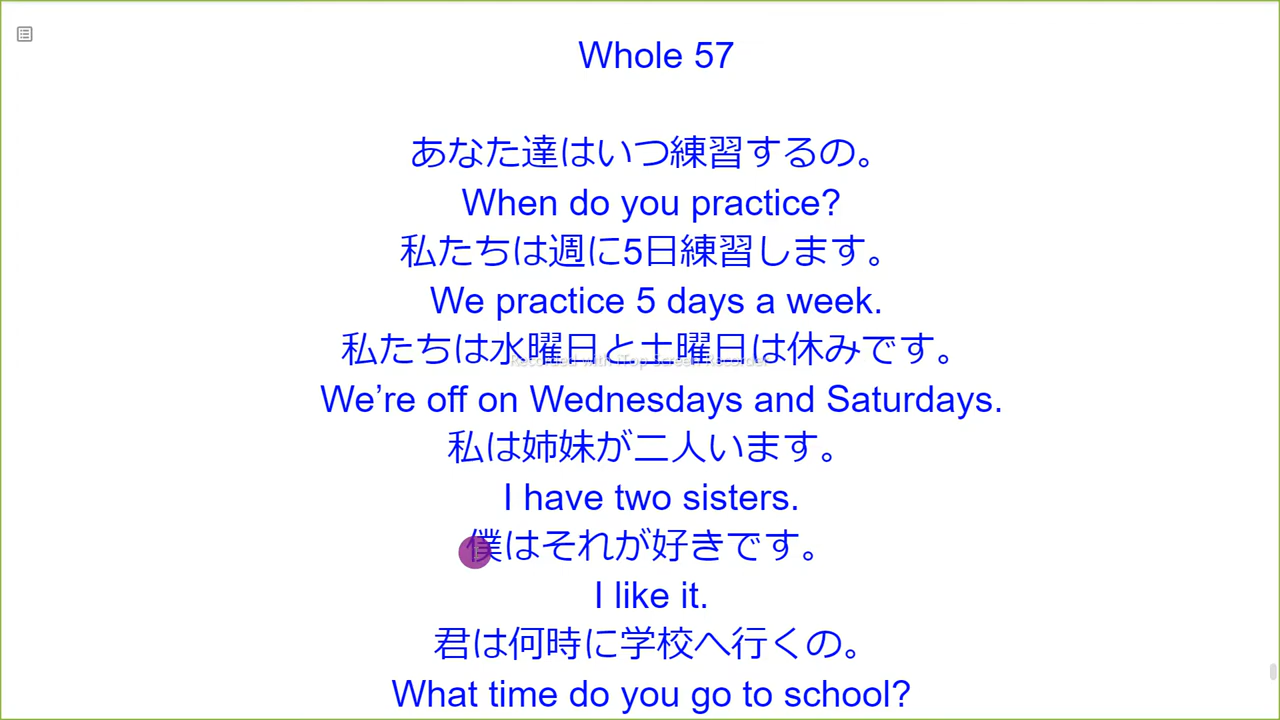 Whole 57
あなた達はいつ練習するの。
When do you practice?
私たちは週に5日練習します。
We practice 5 days a week.
私たちは水曜日と土曜日は休みです。
Recorded with iTop Screen Recorder
We’re off on Wednesdays and Saturdays.
私は姉妹が二人います。
I have two sisters.
僕はそれが好きです。
I like it.
君は何時に学校へ行くの。
What time do you go to school?